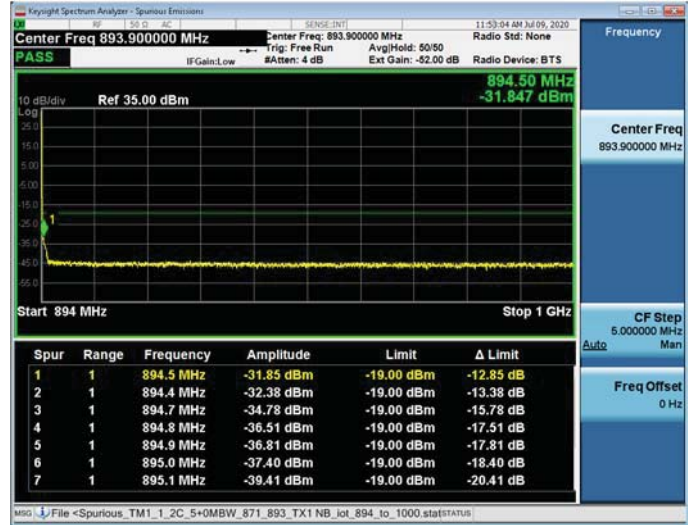 Keysight Spectrum Analyzer - Spurious Emissions
LXI RF 50 Ω AC SENSE:INT 11:53:04 AM Jul 09, 2020
Center Freq 893.900000 MHz Center Freq: 893.900000 MHz Radio Std: None
PASS Trig: Free Run Avg|Hold: 50/50
IFGain:Low #Atten: 4 dB Ext Gain: -52.00 dB Radio Device: BTS
894.50 MHz
10 dB/div Ref 35.00 dBm -31.847 dBm
Log
25.0
15.0
5.00
-5.00
-15.0
1
-25.0
-35.0
-45.0
-55.0
Start 894 MHz Stop 1 GHz
Spur Range Frequency Amplitude Limit Δ Limit
1 1 894.5 MHz -31.85 dBm -19.00 dBm -12.85 dB
2 1 894.4 MHz -32.38 dBm -19.00 dBm -13.38 dB
3 1 894.7 MHz -34.78 dBm -19.00 dBm -15.78 dB
4 1 894.8 MHz -36.51 dBm -19.00 dBm -17.51 dB
5 1 894.9 MHz -36.81 dBm -19.00 dBm -17.81 dB
6 1 895.0 MHz -37.40 dBm -19.00 dBm -18.40 dB
7 1 895.1 MHz -39.41 dBm -19.00 dBm -20.41 dB
MSG File <Spurious_TM1_1_2C_5+0MBW_871_893_TX1 NB_iot_894_to_1000.stat STATUS
Frequency
Center Freq
893.900000 MHz
CF Step
5.000000 MHz
Auto Man
Freq Offset
0 Hz